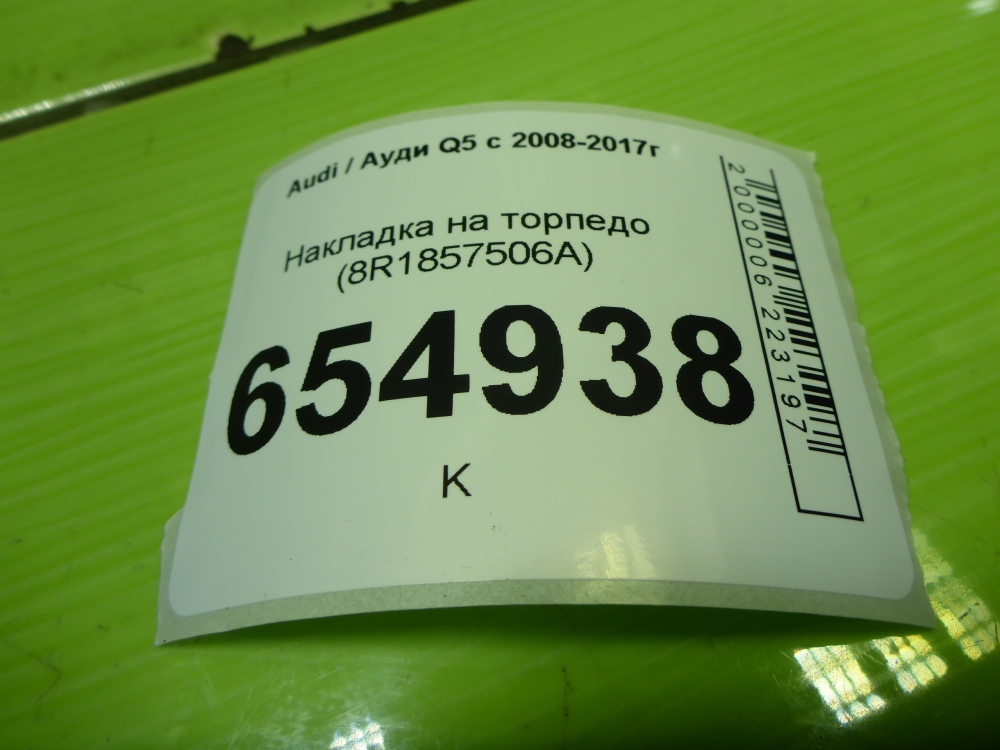 Audi / Ауди Q5 с 2008-2017г
Накладка на торпедо
(8R1857506A)
654938
К
2000006223197